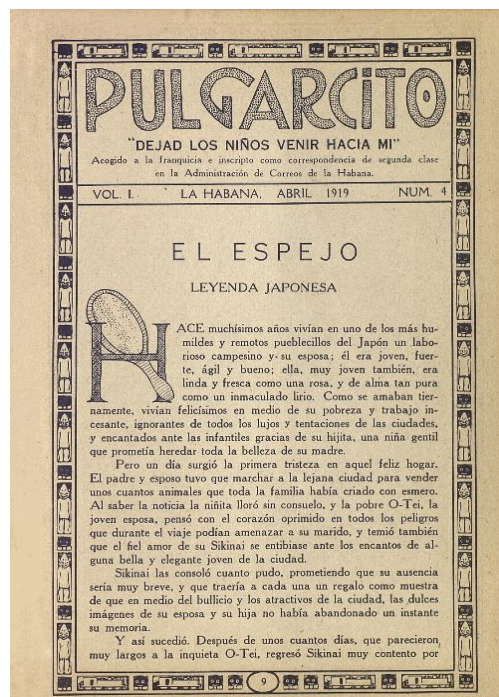 PULGARCITO
"DEJAD LOS NIÑOS VENIR HACIA MI"
Acogido a la franquicia e inscripto como correspondencia de segunda clase
en la Administración de Correos de la Habana.
VOL. I. LA HABANA, ABRIL 1919 NUM. 4
EL ESPEJO
LEYENDA JAPONESA
HACE muchísimos años vivían en uno de los más hu-
mildes y remotos pueblecillos del Japón un labo-
rioso campesino y su esposa; él era joven, fuer-
te, ágil y bueno; ella, muy joven también, era
linda y fresca como una rosa, y de alma tan pura
como un inmaculado lirio. Como se amaban tier-
namente, vivían felicísimos en medio de su pobreza y trabajo in-
cesante, ignorantes de todos los lujos y tentaciones de las ciudades,
y encantados ante las infantiles gracias de su hijita, una niña gentil
que prometía heredar toda la belleza de su madre.
Pero un día surgió la primera tristeza en aquel feliz hogar.
El padre y esposo tuvo que marchar a la lejana ciudad para vender
unos cuantos animales que toda la familia había criado con esmero.
Al saber la noticia la niñita lloró sin consuelo, y la pobre O-Tei, la
joven esposa, pensó con el corazón oprimido en todos los peligros
que durante el viaje podían amenazar a su marido, y temió también
que el fiel amor de su Sikinai se entibiase ante los encantos de al-
guna bella y elegante joven de la ciudad.
Sikinai las consoló cuanto pudo, prometiendo que su ausencia
sería muy breve, y que traería a cada una un regalo como muestra
de que en medio del bullicio y los atractivos de la ciudad, las dulces
imágenes de su esposa y su hija no había abandonado un instante
su memoria.
Y así sucedió. Después de unos cuantos días, que parecieron
muy largos a la inquieta O-Tei, regresó Sikinai muy contento por
9